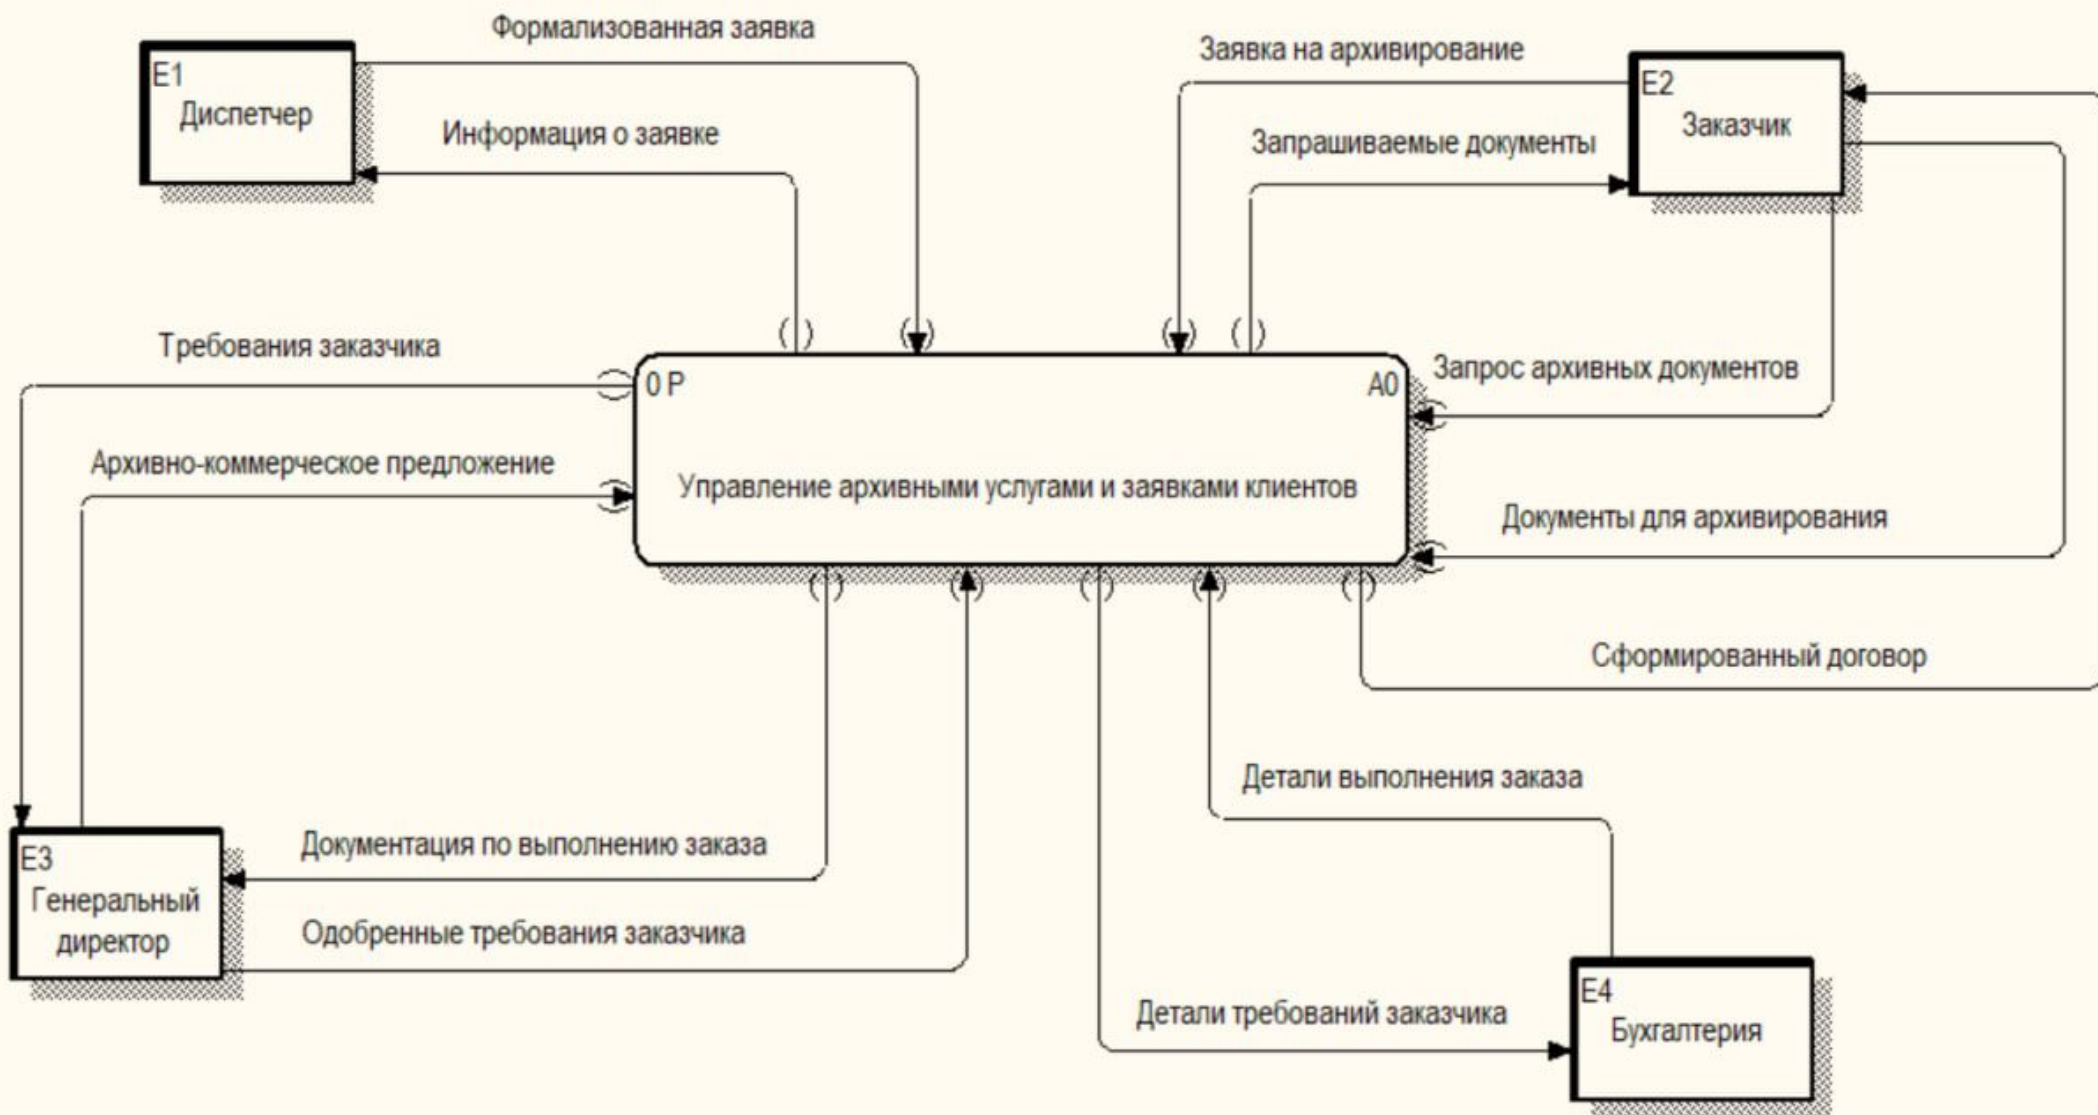 Формализованная заявка
Заявка на архивирование
E1
Диспетчер
E2
Заказчик
Информация о заявке
Запрашиваемые документы
Требования заказчика
0 P
A0
Запрос архивных документов
Архивно-коммерческое предложение
Управление архивными услугами и заявками клиентов
Документы для архивирования
Сформированный договор
Детали выполнения заказа
Документация по выполнению заказа
E3
Генеральный
директор
Одобренные требования заказчика
E4
Бухгалтерия
Детали требований заказчика